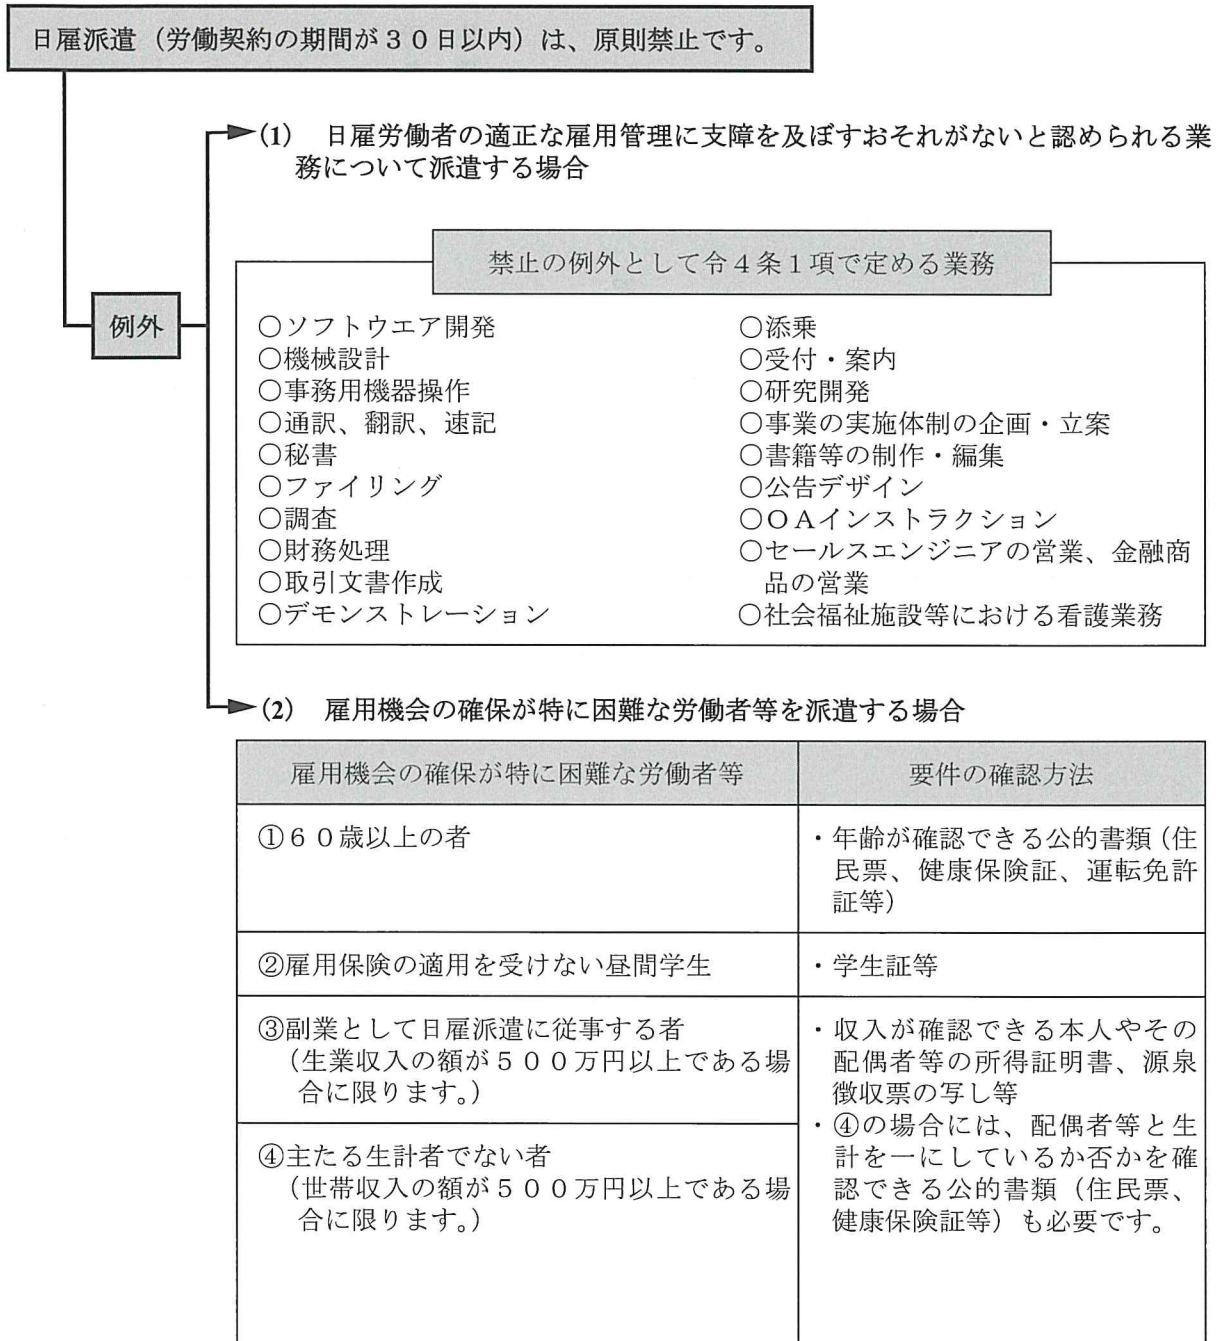 日雇派遣（労働契約の期間が３０日以内）は、原則禁止です。
例外
(1)　日雇労働者の適正な雇用管理に支障を及ぼすおそれがないと認められる業
務について派遣する場合
禁止の例外として令４条１項で定める業務
○ソフトウエア開発
○機械設計
○事務用機器操作
○通訳、翻訳、速記
○秘書
○ファイリング
○調査
○財務処理
○取引文書作成
○デモンストレーション
○添乗
○受付・案内
○研究開発
○事業の実施体制の企画・立案
○書籍等の制作・編集
○公告デザイン
○ＯＡインストラクション
○セールスエンジニアの営業、金融商
品の営業
○社会福祉施設等における看護業務
(2)　雇用機会の確保が特に困難な労働者等を派遣する場合
雇用機会の確保が特に困難な労働者等
要件の確認方法
①６０歳以上の者
・年齢が確認できる公的書類（住
民票、健康保険証、運転免許
証等）
②雇用保険の適用を受けない昼間学生
・学生証等
③副業として日雇派遣に従事する者
（生業収入の額が５００万円以上である場
合に限ります。）
④主たる生計者でない者
（世帯収入の額が５００万円以上である場
合に限ります。）
・収入が確認できる本人やその
配偶者等の所得証明書、源泉
徴収票の写し等
・④の場合には、配偶者等と生
計を一にしているか否かを確
認できる公的書類（住民票、
健康保険証等）も必要です。